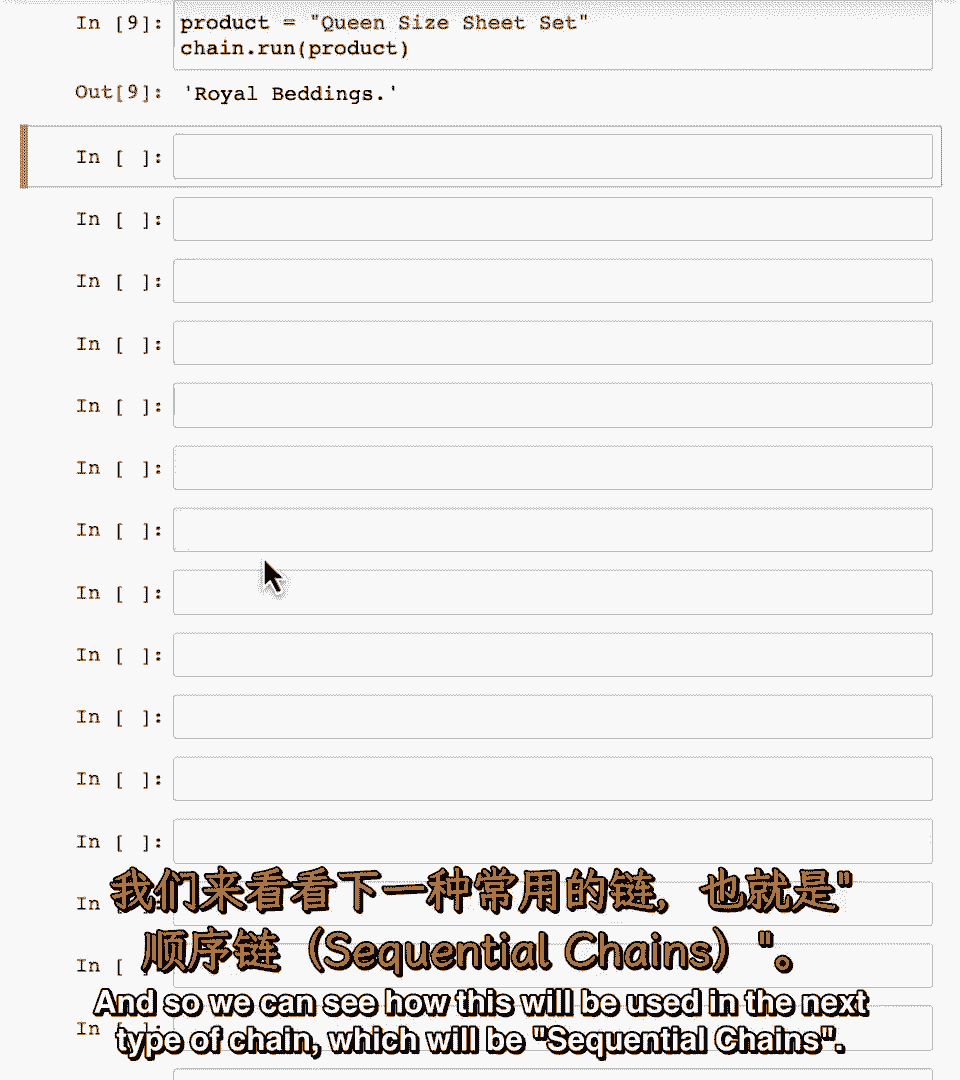 In [9]: product = "Queen Size Sheet Set"
chain.run(product)
Out[9]: 'Royal Beddings.'
In [ ]:
In [ ]:
In [ ]:
In [ ]:
In [ ]:
In [ ]:
In [ ]:
In [ ]:
In [ ]:
In [ ]:
In [ ]:
In [ ]:
In [ ]:
我们来看看下一种常用的链，也就是"
In [ ]:
顺序链（Sequential Chains）"。
And so we can see how this will be used in the next
In [ ]:
type of chain, which will be "Sequential Chains".